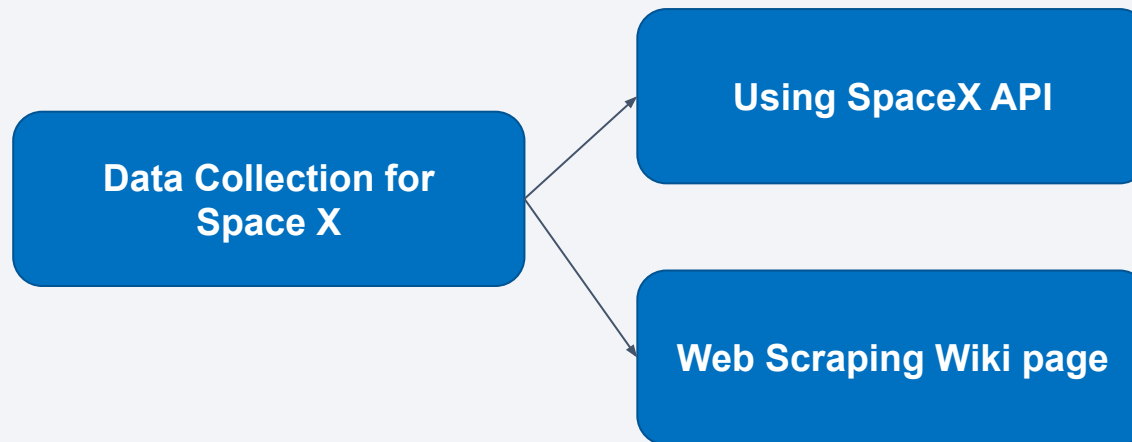 Data Collection for
Space X
Using SpaceX API
Web Scraping Wiki page